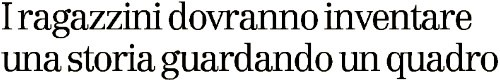 I ragazzini dovranno inventare
una storia guardando un quadro